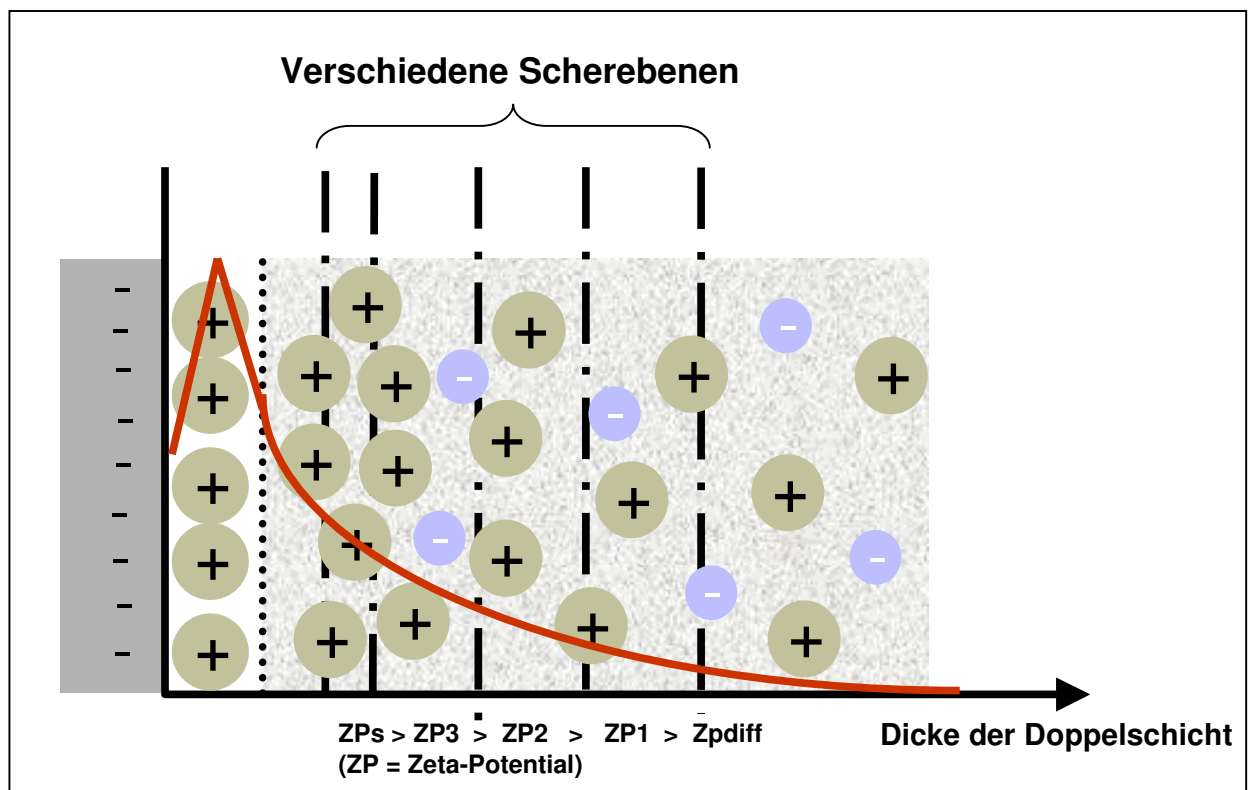 Verschiedene Scherebenen
ZPs > ZP3 > ZP2 > ZP1 > Zpdiff
(ZP = Zeta-Potential)
Dicke der Doppelschicht